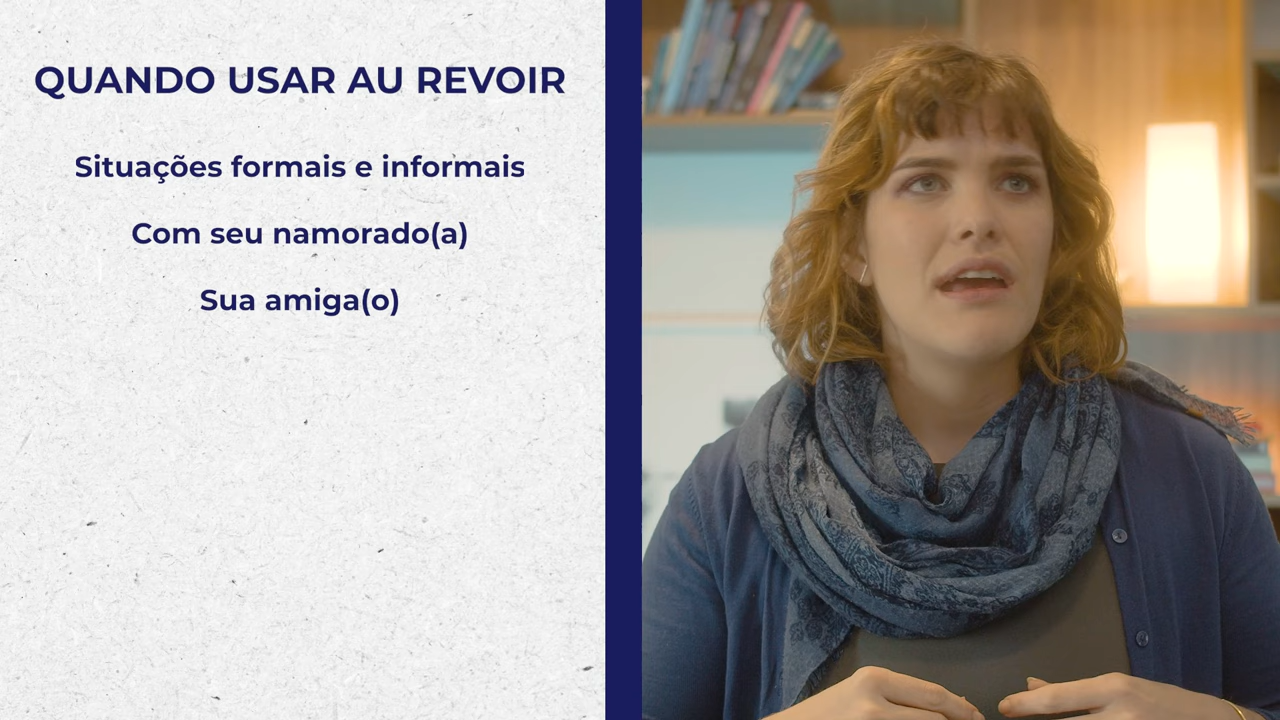 QUANDO USAR AU REVOIR
Situações formais e informais
Com seu namorado(a)
Sua amiga(o)